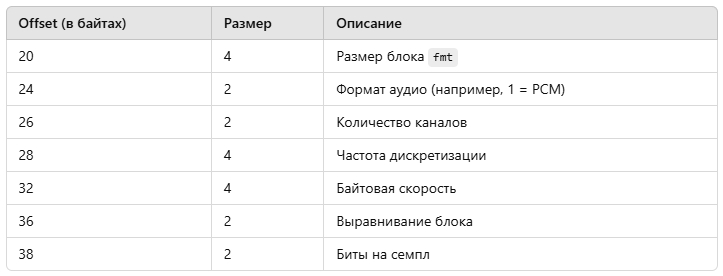 Offset (в байтах) Размер Описание
20 4 Размер блока fmt
24 2 Формат аудио (например, 1 = PCM)
26 2 Количество каналов
28 4 Частота дискретизации
32 4 Байтовая скорость
36 2 Выравнивание блока
38 2 Биты на семпл